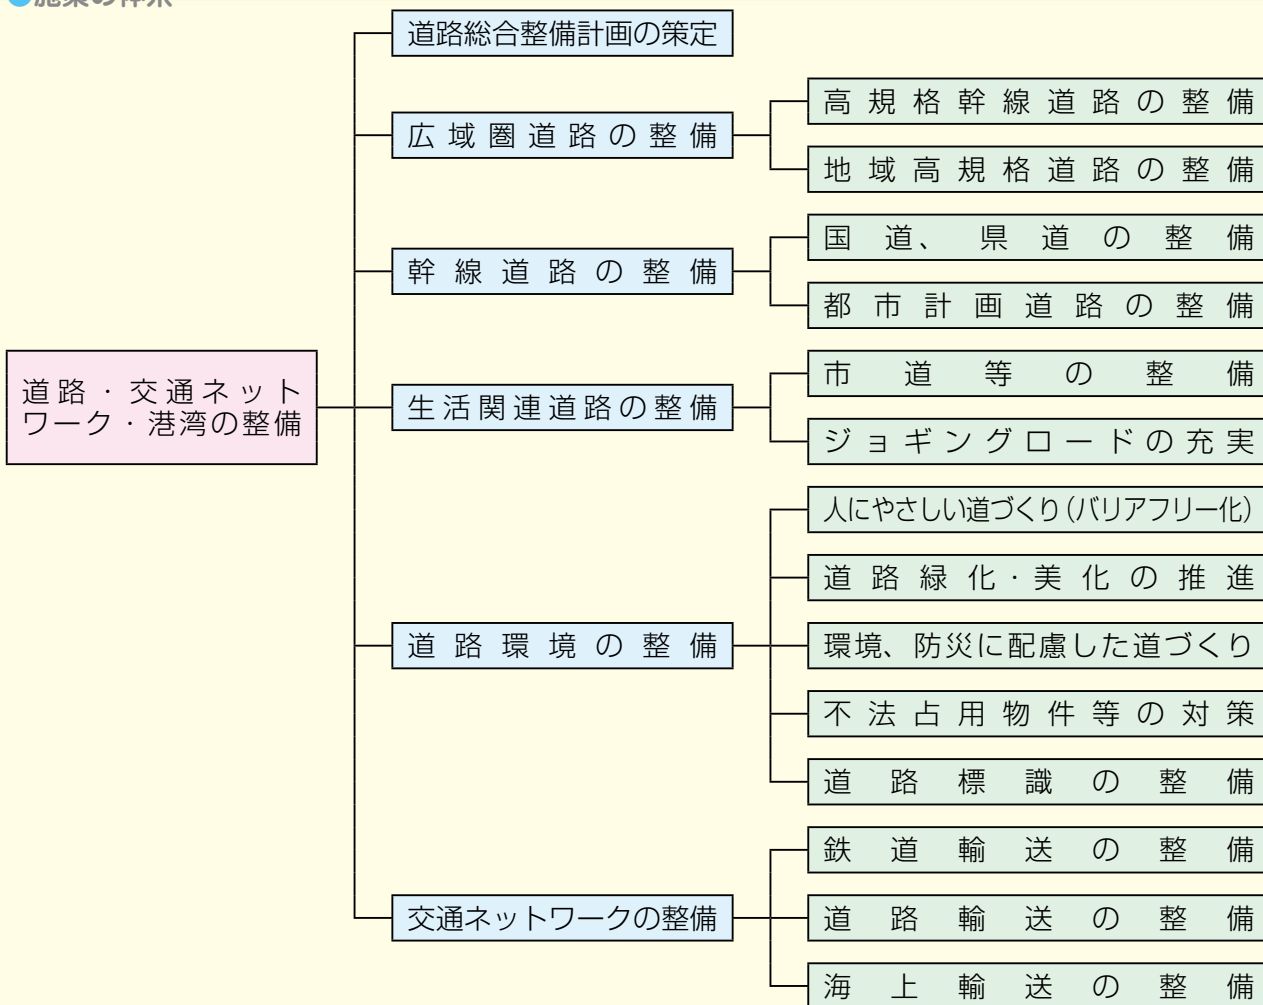 ●施策の体系
道路総合整備計画の策定
広域圏道路の整備
高規格幹線道路の整備
地域高規格道路の整備
幹線道路の整備
国道、県道の整備
都市計画道路の整備
道路・交通ネット
ワーク・港湾の整備
生活関連道路の整備
市道等の整備
ジョギングロードの充実
道路環境の整備
人にやさしい道づくり（バリアフリー化）
道路緑化・美化の推進
環境、防災に配慮した道づくり
不法占用物件等の対策
道路標識の整備
交通ネットワークの整備
鉄道輸送の整備
道路輸送の整備
海上輸送の整備